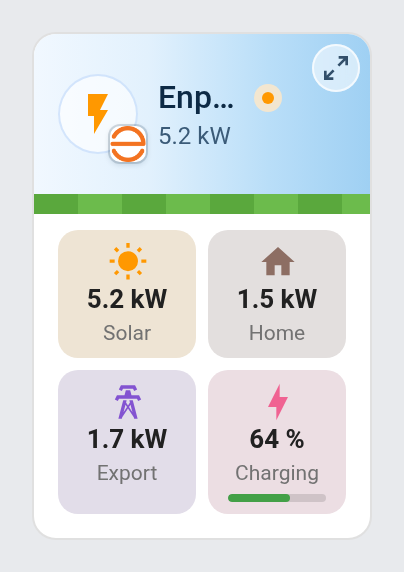 Enp...
5.2 kW
5.2 kW
Solar
1.5 kW
Home
1.7 kW
Export
64 %
Charging